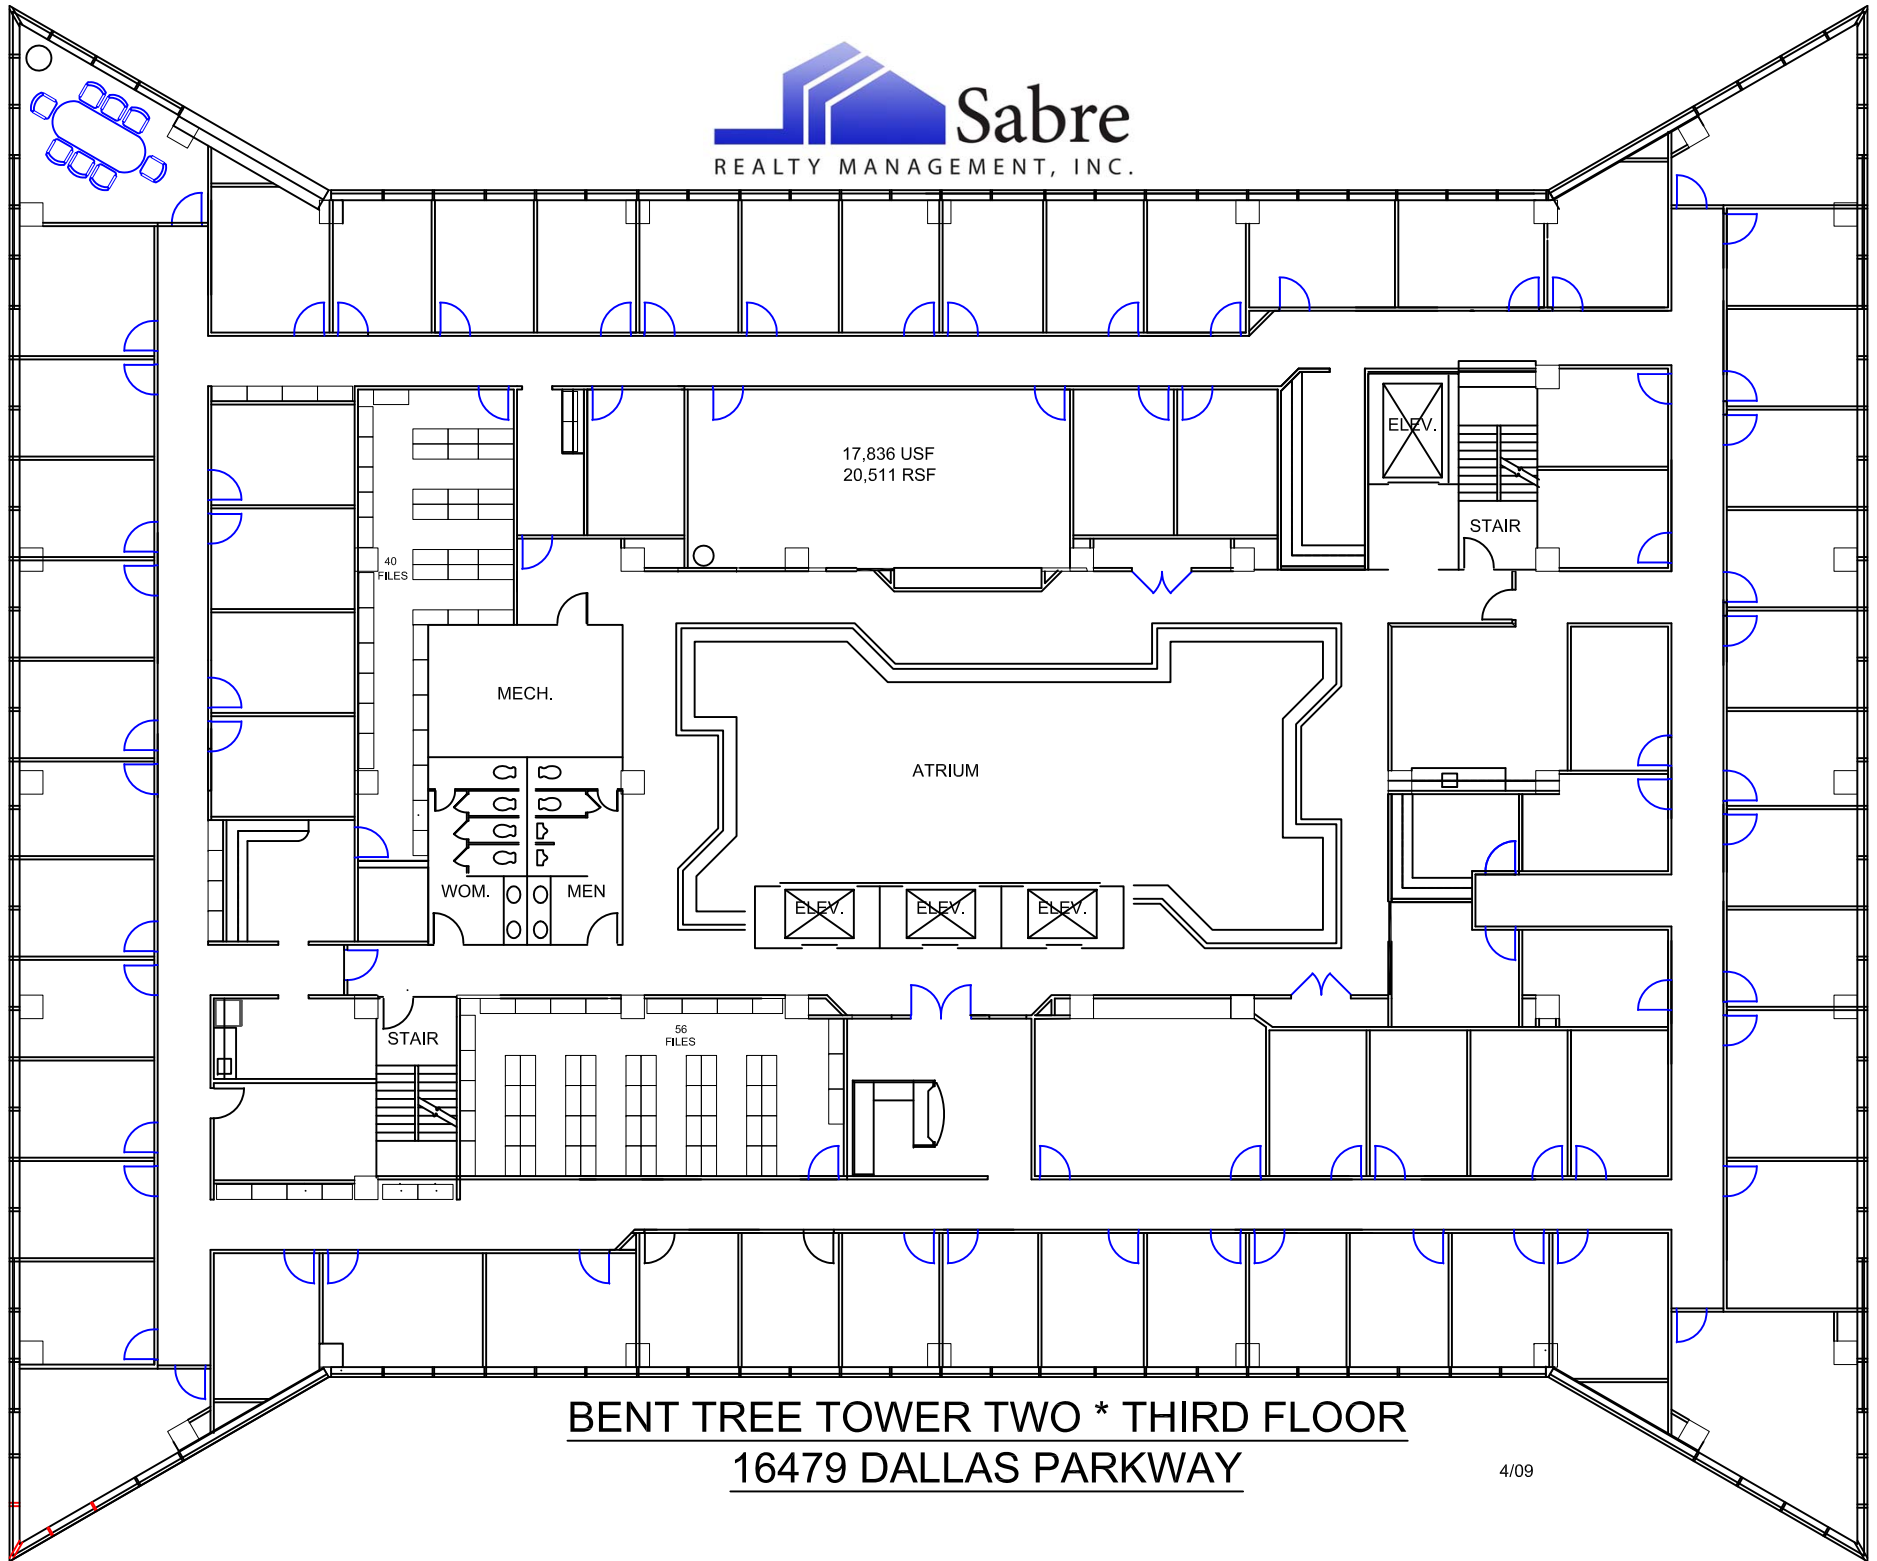 Sabre
REALTY MANAGEMENT, INC.
17,836 USF
20,511 RSF
ELEV.
STAIR
40
FILES
MECH.
ATRIUM
WOM.
MEN
ELEV.
ELEV.
ELEV.
STAIR
56
FILES
BENT TREE TOWER TWO * THIRD FLOOR
16479 DALLAS PARKWAY
4/09